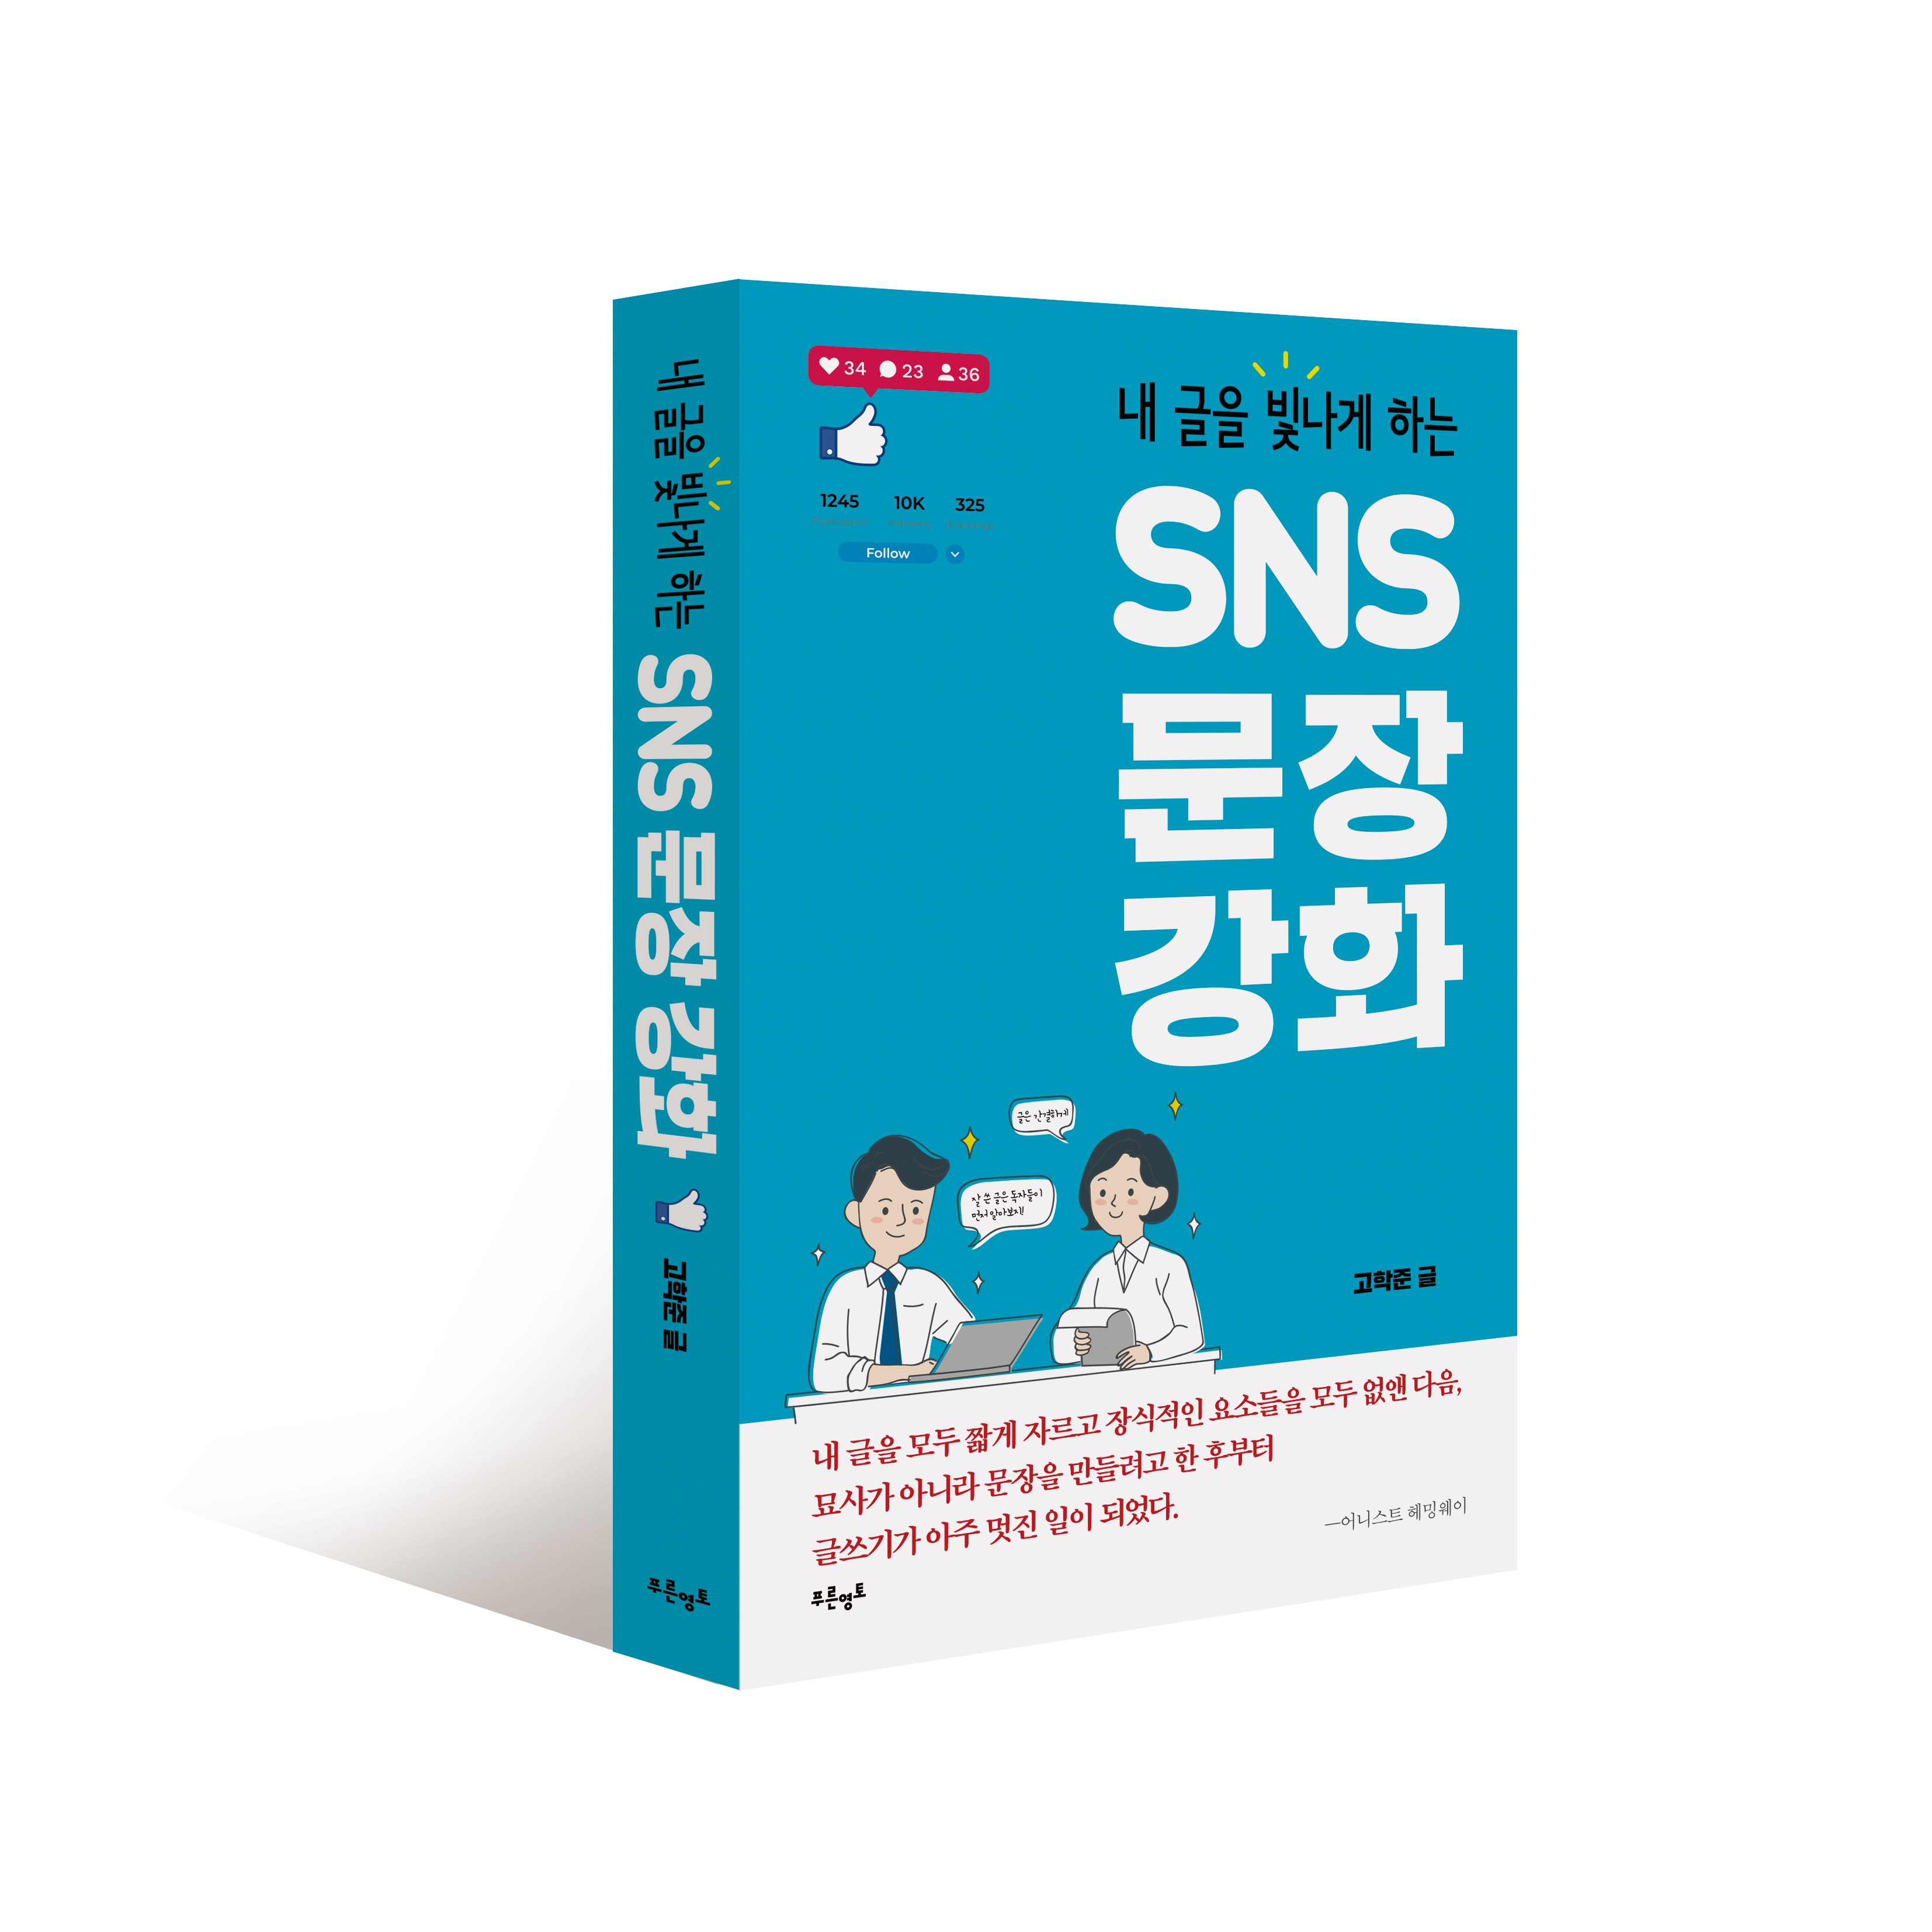 내 글을 빛나게 하는 SNS 문장 강화
고학준 글
푸른영토
34 23 36
1245 10K 325
Follow
내 글을 빛나게 하는
SNS
문장
강화
글은 간결하게
잘 쓴 글은 독자들이
먼저 알아보지!
고학준 글
내 글을 모두 짧게 자르고 장식적인 요소들을 모두 없앤 다음,
묘사가 아니라 문장을 만들려고 한 후부터
글쓰기가 아주 멋진 일이 되었다.
—어니스트 헤밍웨이
푸른영토